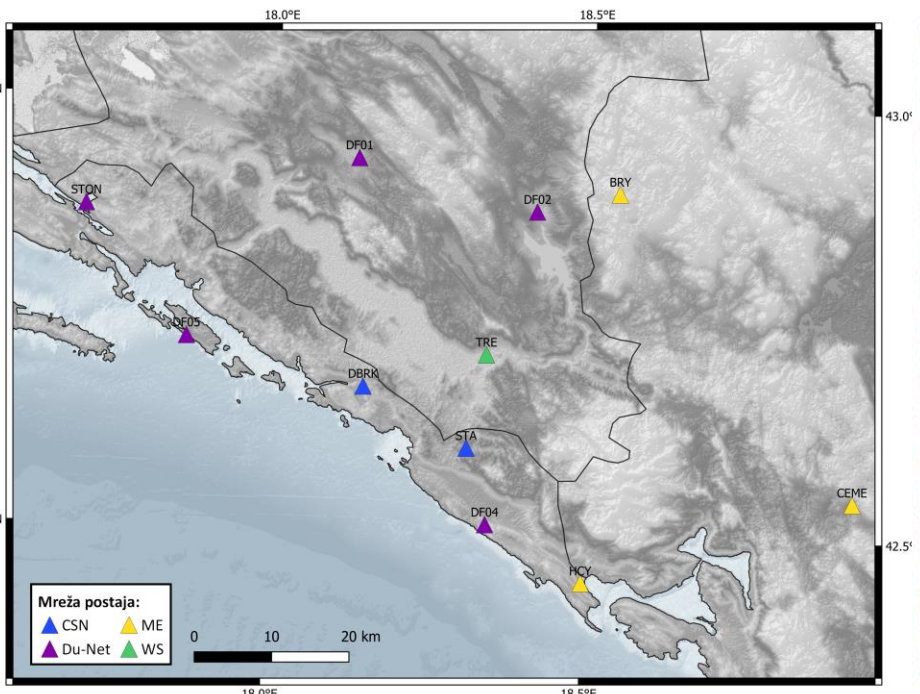 18.0°E 18.5°E
43.0°
DF01
BRY
STON
DF02
DF05
TRE
DBRK
STA
CEME
DF04
42.5°
HCY
Mreža postaja:
CSN ME
Du-Net WS
0 10 20 km
18.0°E 18.5°E